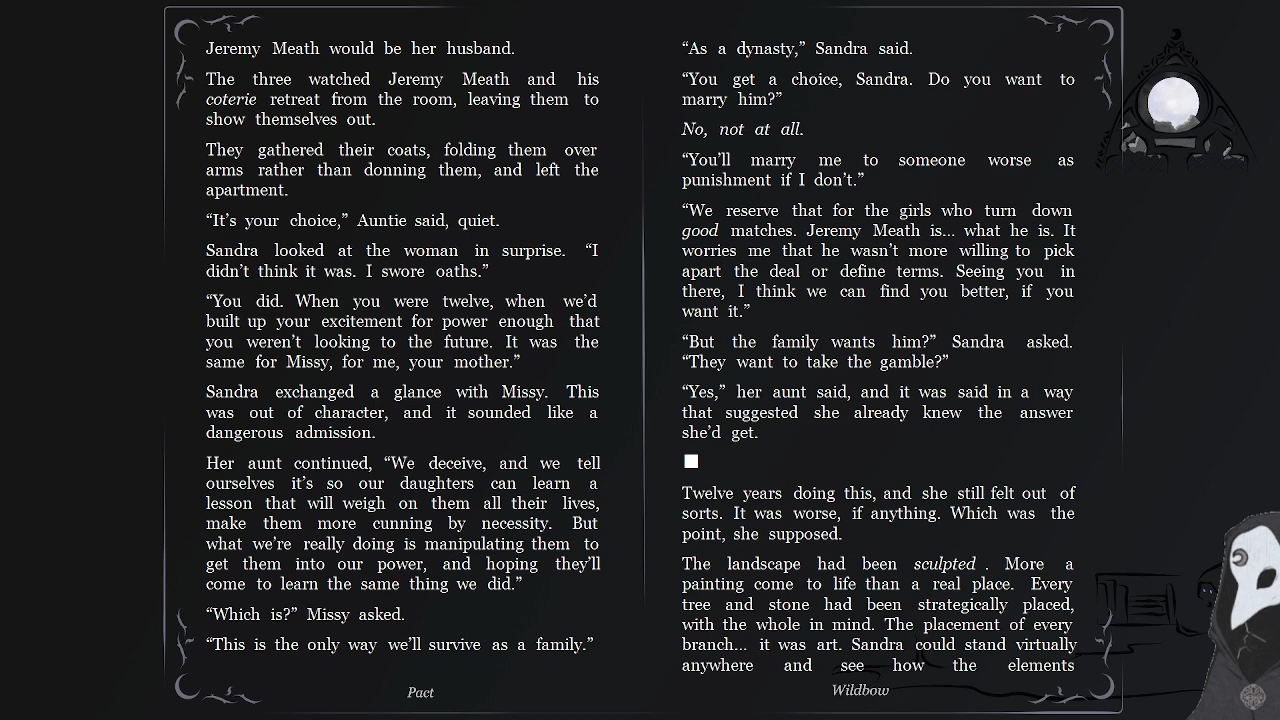 Jeremy Meath would be her husband.
The three watched Jeremy Meath and his
coterie retreat from the room, leaving them to
show themselves out.
They gathered their coats, folding them over
arms rather than donning them, and left the
apartment.
“It’s your choice,” Auntie said, quiet.
Sandra looked at the woman in surprise. “I
didn’t think it was. I swore oaths.”
“You did. When you were twelve, when we’d
built up your excitement for power enough that
you weren’t looking to the future. It was the
same for Missy, for me, your mother.”
Sandra exchanged a glance with Missy. This
was out of character, and it sounded like a
dangerous admission.
Her aunt continued, “We deceive, and we tell
ourselves it’s so our daughters can learn a
lesson that will weigh on them all their lives,
make them more cunning by necessity. But
what we’re really doing is manipulating them to
get them into our power, and hoping they’ll
come to learn the same thing we did.”
“Which is?” Missy asked.
“This is the only way we’ll survive as a family.”
Pact
“As a dynasty,” Sandra said.
“You get a choice, Sandra. Do you want to
marry him?”
No, not at all.
“You’ll marry me to someone worse as
punishment if I don’t.”
“We reserve that for the girls who turn down
good matches. Jeremy Meath is… what he is. It
worries me that he wasn’t more willing to pick
apart the deal or define terms. Seeing you in
there, I think we can find you better, if you
want it.”
“But the family wants him?” Sandra asked.
“They want to take the gamble?”
“Yes,” her aunt said, and it was said in a way
that suggested she already knew the answer
she’d get.
Twelve years doing this, and she still felt out of
sorts. It was worse, if anything. Which was the
point, she supposed.
The landscape had been sculpted . More a
painting come to life than a real place. Every
tree and stone had been strategically placed,
with the whole in mind. The placement of every
branch… it was art. Sandra could stand virtually
anywhere and see how the elements
Wildbow